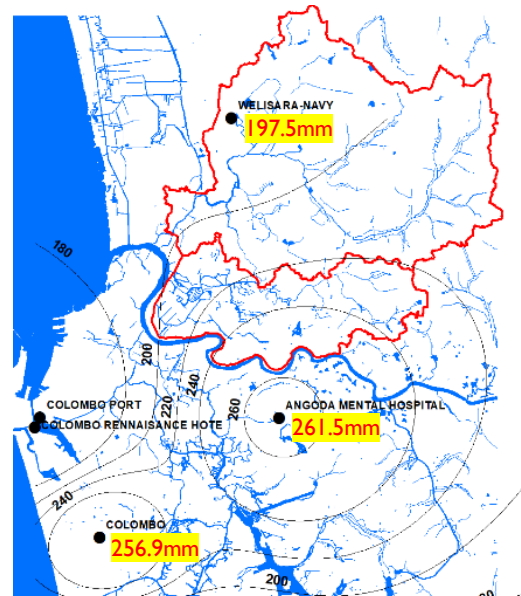 WELISARA-NAVY
197.5mm
180
200
240
220
260
COLOMBO PORT
COLOMBO RENNAISANCE HOTE
ANGODA MENTAL HOSPITAL
261.5mm
240
COLOMBO
256.9mm
200